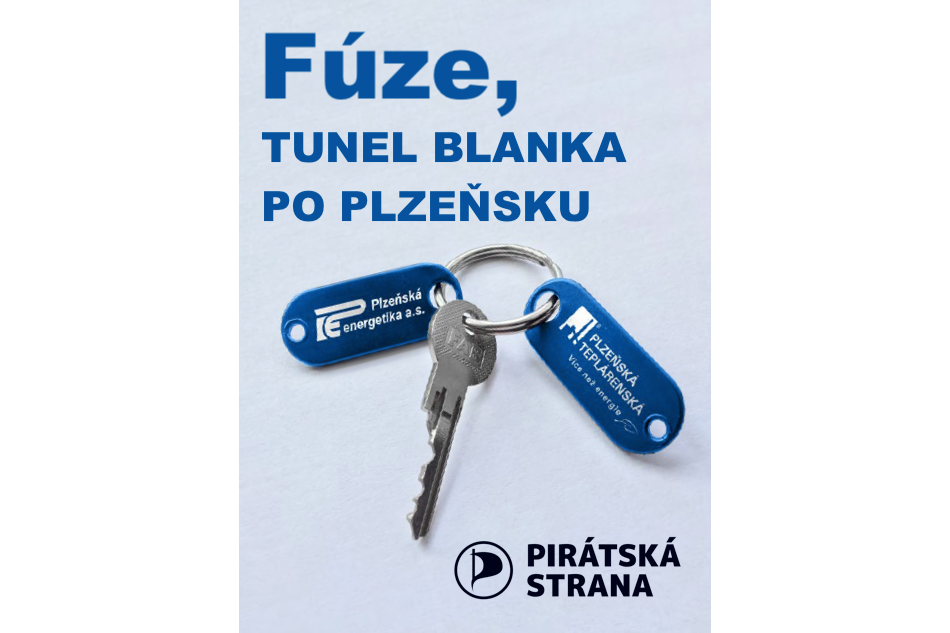 Fúze,
TUNEL BLANKA
PO PLZEŇSKU
Plzeňská
energetika a.s.
PLZEŇSKÁ
TEPLÁRENSKÁ
Více než energie
PIRÁTSKÁ
STRANA